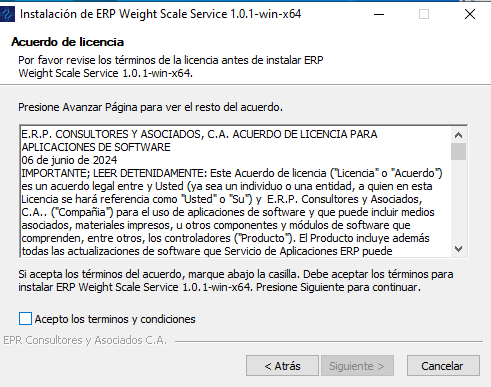 Instalación de ERP Weight Scale Service 1.0.1-win-x64
Acuerdo de licencia
Por favor revise los términos de la licencia antes de instalar ERP
Weight Scale Service 1.0.1-win-x64.
Presione Avanzar Página para ver el resto del acuerdo.
E.R.P. CONSULTORES Y ASOCIADOS, C.A. ACUERDO DE LICENCIA PARA
APLICACIONES DE SOFTWARE
06 de junio de 2024
IMPORTANTE; LEER DETENIDAMENTE: Este Acuerdo de licencia ("Licencia" o "Acuerdo")
es un acuerdo legal entre y Usted (ya sea un individuo o una entidad, a quien en esta
Licencia se hará referencia como "Usted" o "Su") y  E.R.P. Consultores y Asociados,
C.A.. ("Compañia") para el uso de aplicaciones de software y que puede incluir medios
asociados, materiales impresos, u otros componentes y módulos de software que
comprenden, entre otros, los controladores ("Producto"). El Producto incluye además
todas las actualizaciones de software que Servicio de Aplicaciones ERP puede
Si acepta los términos del acuerdo, marque abajo la casilla. Debe aceptar los términos para
instalar ERP Weight Scale Service 1.0.1-win-x64. Presione Siguiente para continuar.
Acepto los terminos y condiciones
EPR Consultores y Asociados C.A.
< Atrás
Siguiente >
Cancelar